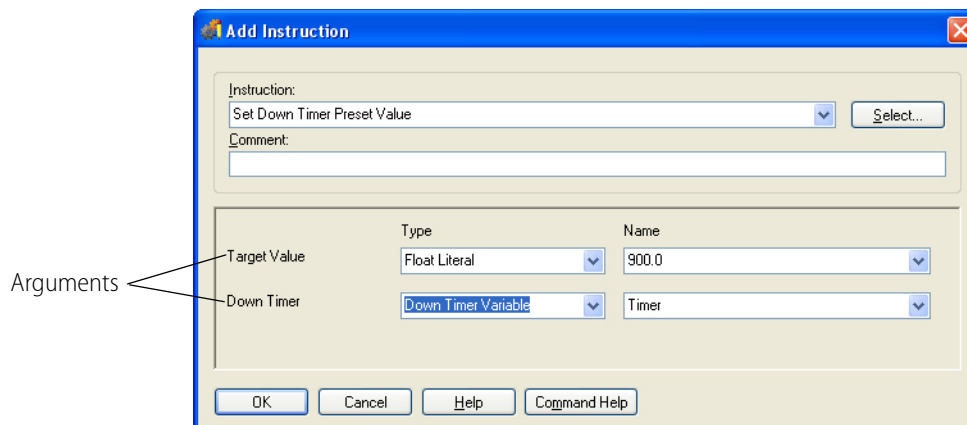 Add Instruction
Instruction:
Set Down Timer Preset Value
Select...
Comment:
Type Name
Arguments
Target Value Float Literal 900.0
Down Timer Down Timer Variable Timer
OK Cancel Help Command Help